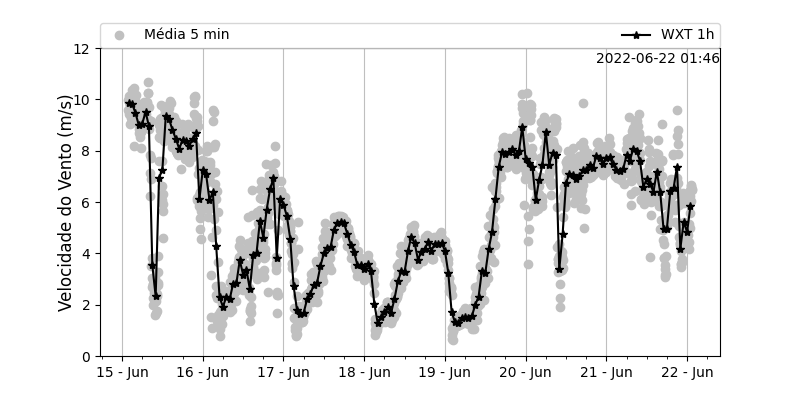 Média 5 min WXT 1h
2022-06-22 01:46
Velocidade do Vento (m/s)
12
10
8
6
4
2
0
15 - Jun 16 - Jun 17 - Jun 18 - Jun 19 - Jun 20 - Jun 21 - Jun 22 - Jun